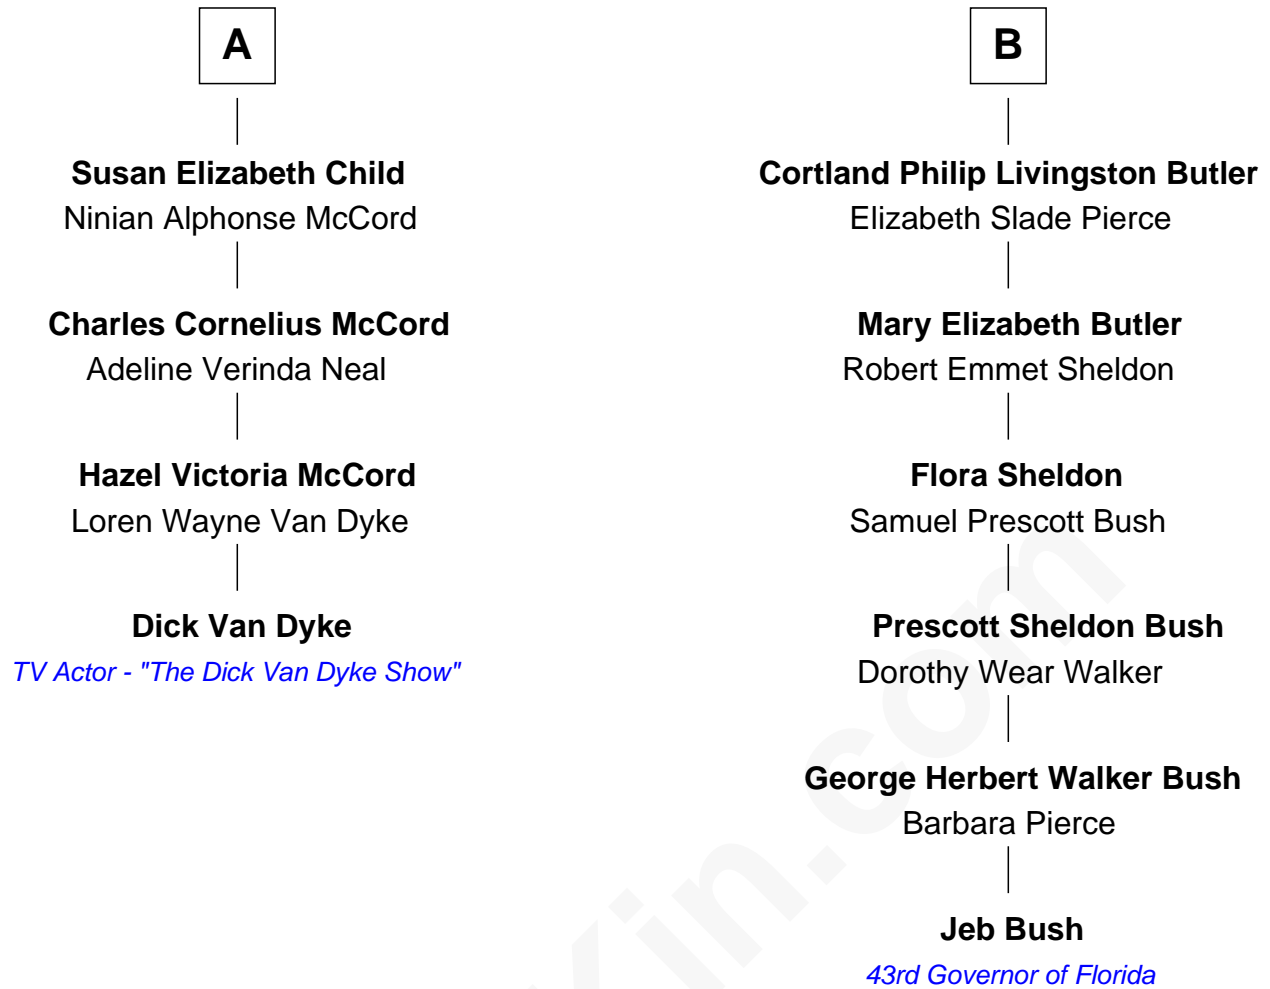 A
Susan Elizabeth Child
Ninian Alphonse McCord
Charles Cornelius McCord
Adeline Verinda Neal
Hazel Victoria McCord
Loren Wayne Van Dyke
Dick Van Dyke
TV Actor - "The Dick Van Dyke Show"
B
Cortland Philip Livingston Butler
Elizabeth Slade Pierce
Mary Elizabeth Butler
Robert Emmet Sheldon
Flora Sheldon
Samuel Prescott Bush
Prescott Sheldon Bush
Dorothy Wear Walker
George Herbert Walker Bush
Barbara Pierce
Jeb Bush
43rd Governor of Florida
Kin.com